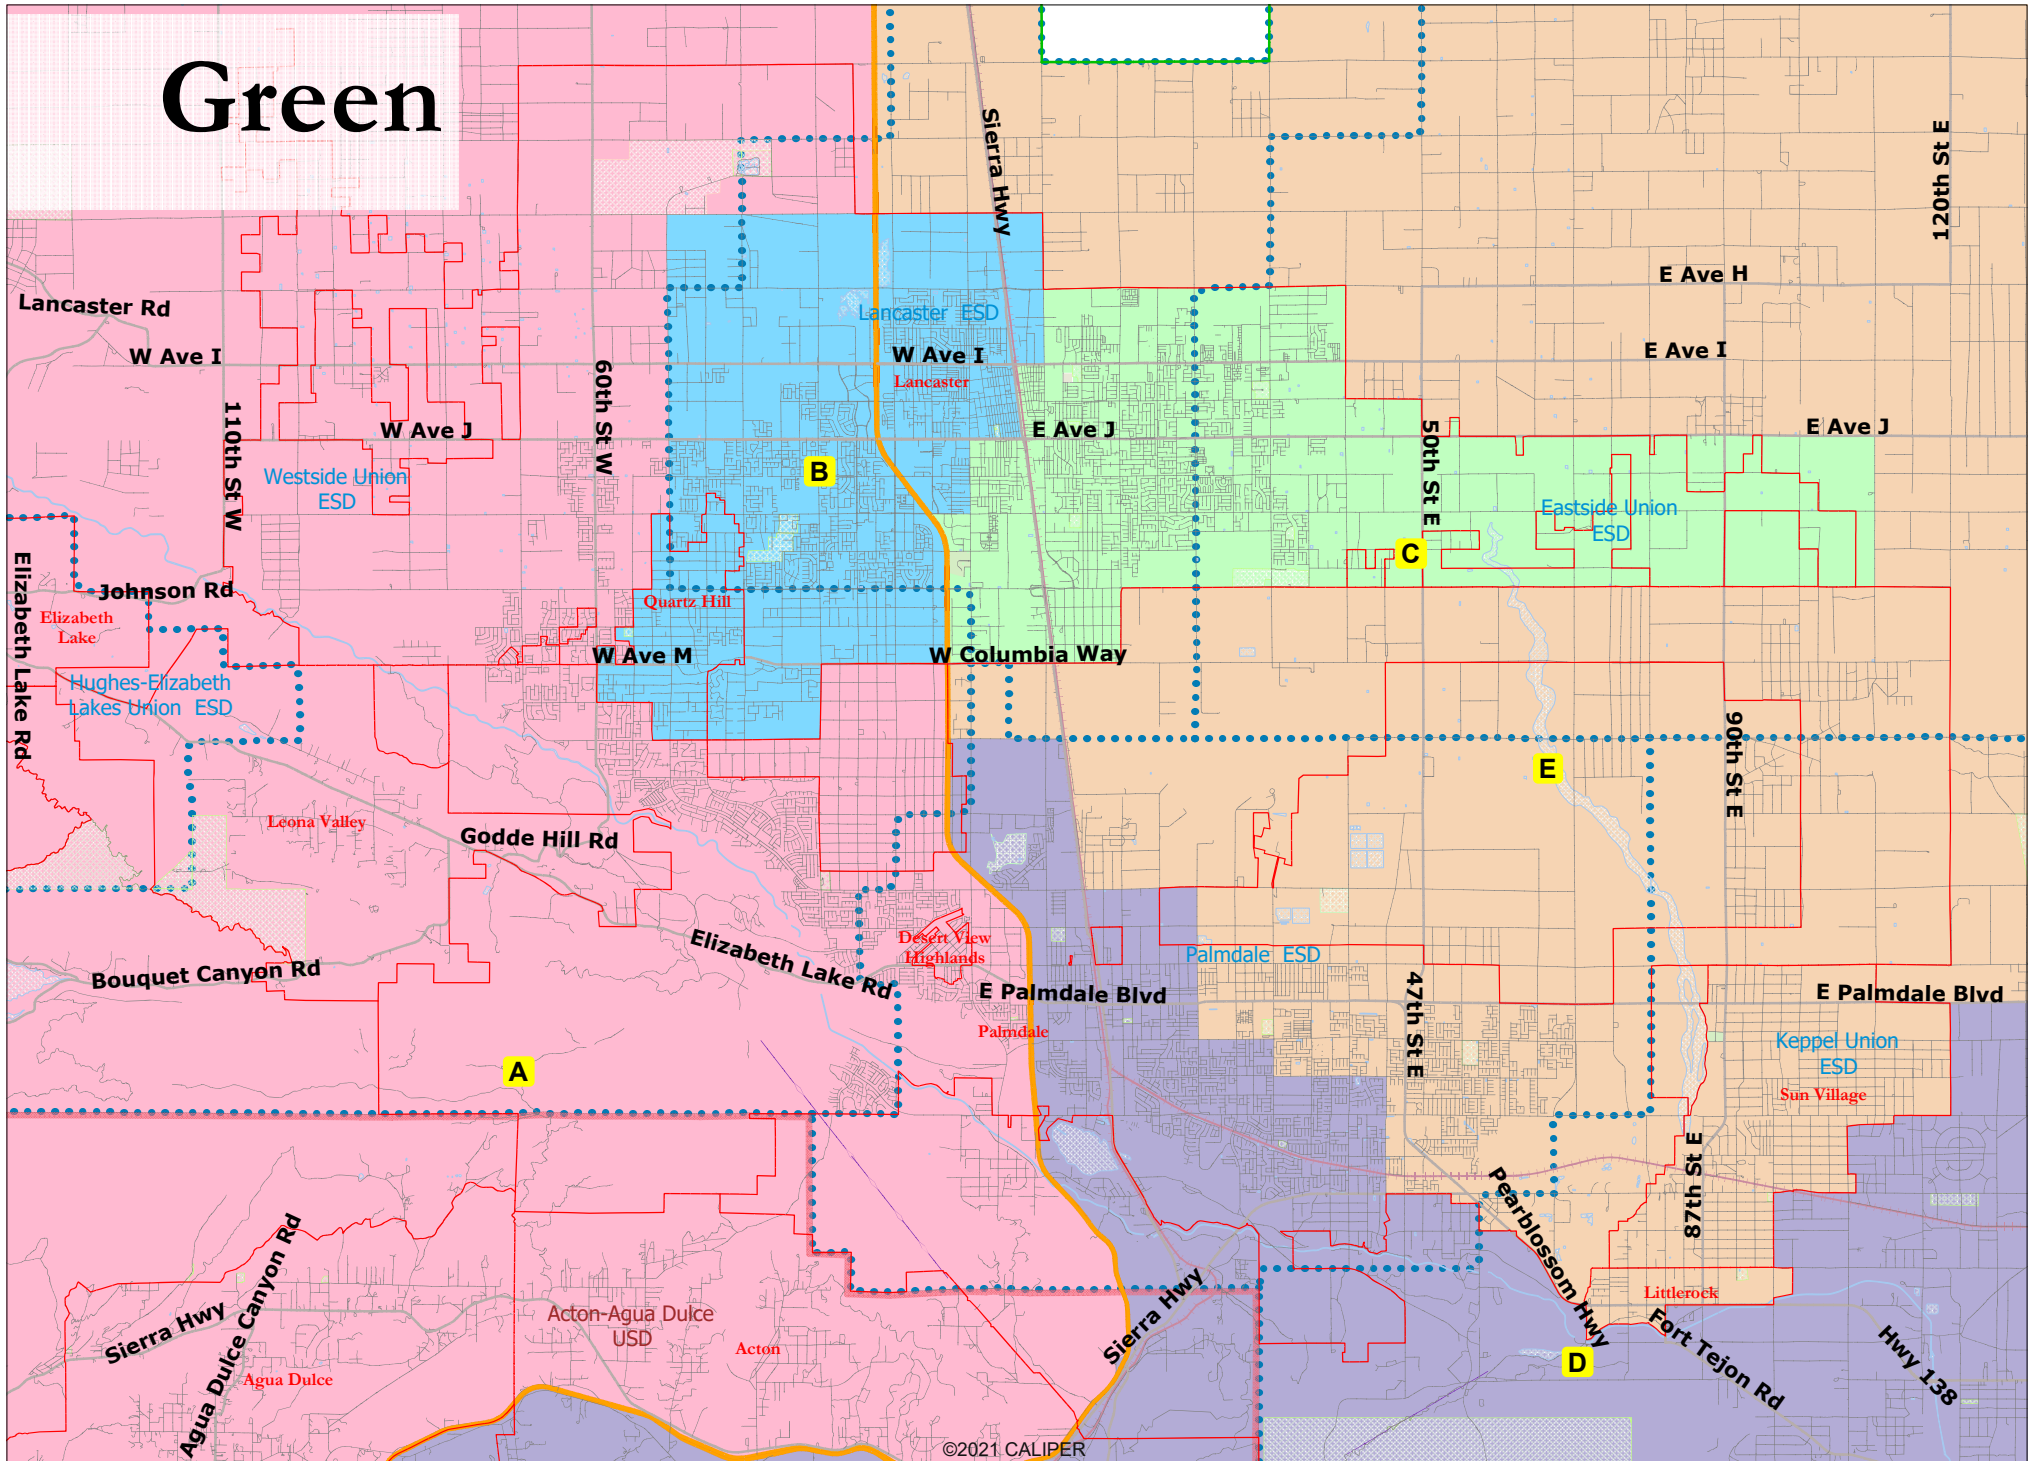 Green
Sierra Hwy
120th St E
E Ave H
Lancaster Rd
Lancaster ESD
W Ave I
W Ave I
E Ave I
Lancaster
60th St W
110th St W
W Ave J
E Ave J
E Ave J
50th St E
B
Westside Union
ESD
Eastside Union
ESD
C
Elizabeth Lake Rd
Johnson Rd
Elizabeth
Lake
Quartz Hill
W Ave M
W Columbia Way
Hughes-Elizabeth
Lakes Union ESD
90th St E
E
Leona Valley
Godde Hill Rd
Desert View
Highlands
Elizabeth Lake Rd
Palmdale ESD
Bouquet Canyon Rd
E Palmdale Blvd
E Palmdale Blvd
47th St E
Palmdale
Keppel Union
ESD
A
Sun Village
87th St E
Pearblossom Hwy
Sierra Hwy
Agua Dulce Canyon Rd
Acton-Agua Dulce
USD
Acton
Agua Dulce
Sierra Hwy
Littlerock
Fort Tejon Rd
Hwy 138
D
©2021 CALIPER